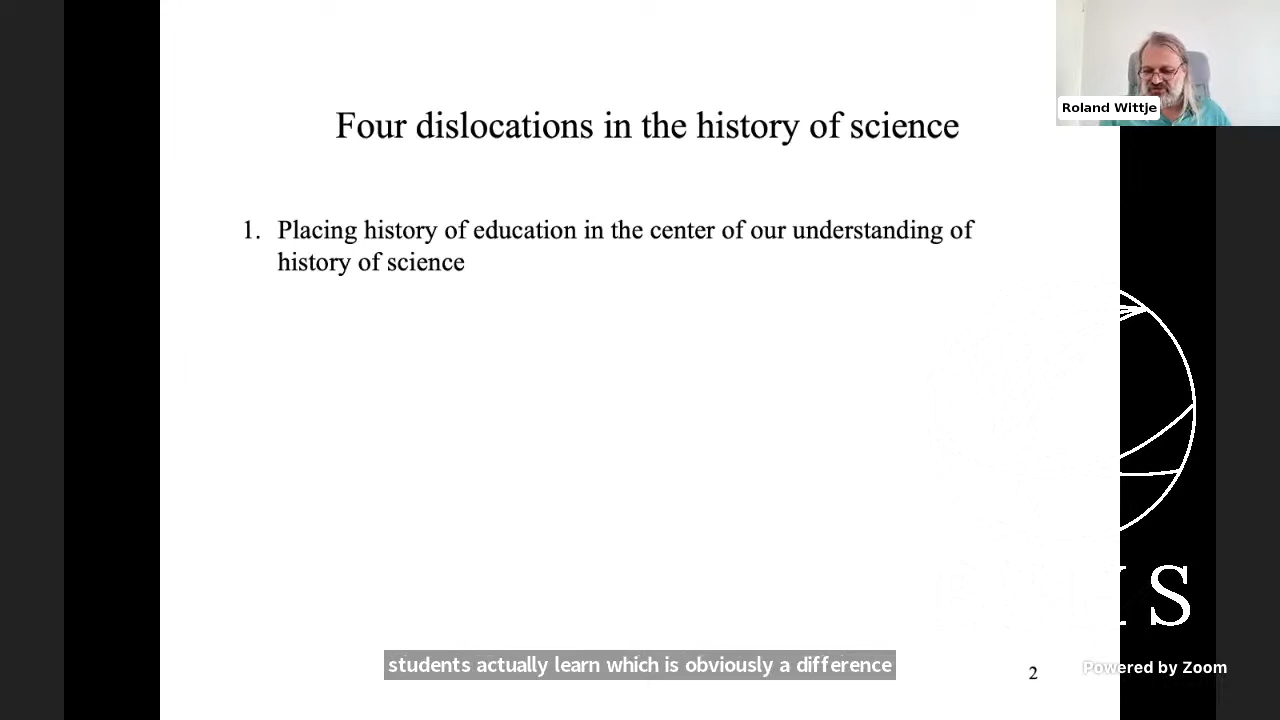 Roland Wittje
Four dislocations in the history of science
1. Placing history of education in the center of our understanding of
history of science
S
students actually learn which is obviously a difference
2
Powered by Zoom